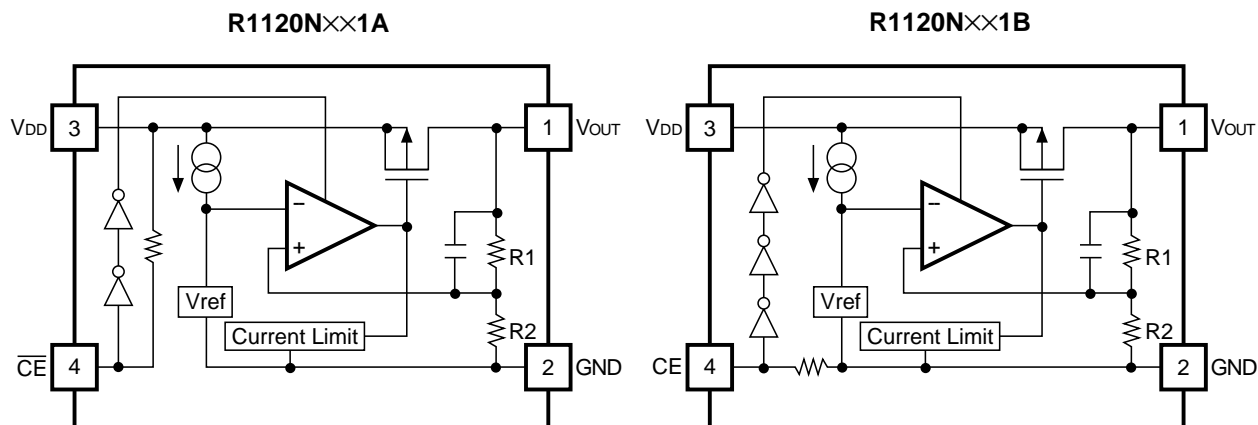 R1120N××1A
VDD
3
1
VOUT
−
+
R1
Vref
R2
Current Limit
C̅E̅
4
2
GND
R1120N××1B
VDD
3
1
VOUT
−
+
R1
Vref
R2
Current Limit
CE
4
2
GND